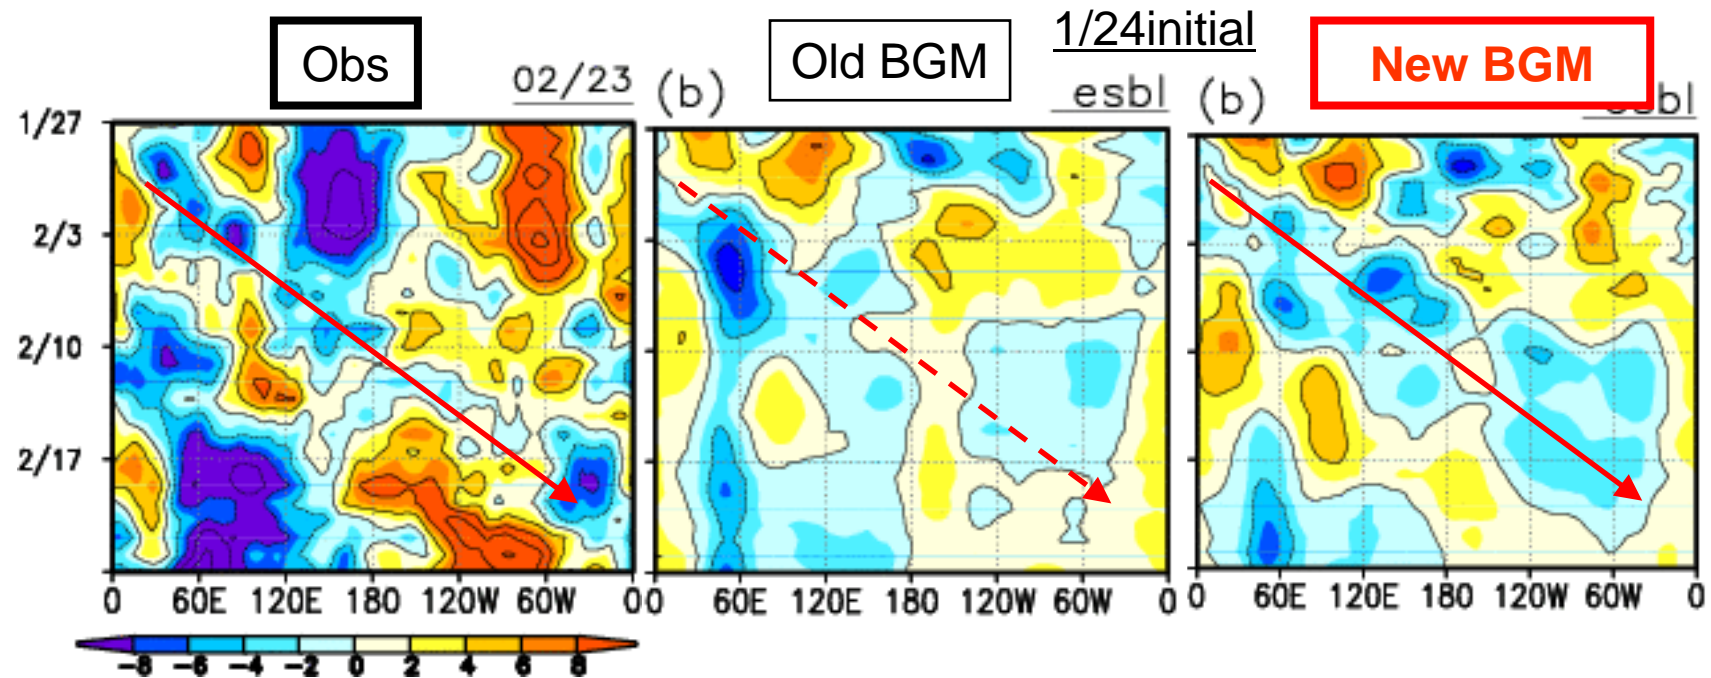 Obs
Old BGM
1/24initial
New BGM
02/23
(b)
esbl
(b)
esbl
1/27
2/3
2/10
2/17
0 60E 120E 180 120W 60W 0
0 60E 120E 180 120W 60W 0
0 60E 120E 180 120W 60W 0
-8 -6 -4 -2 0 2 4 6 8